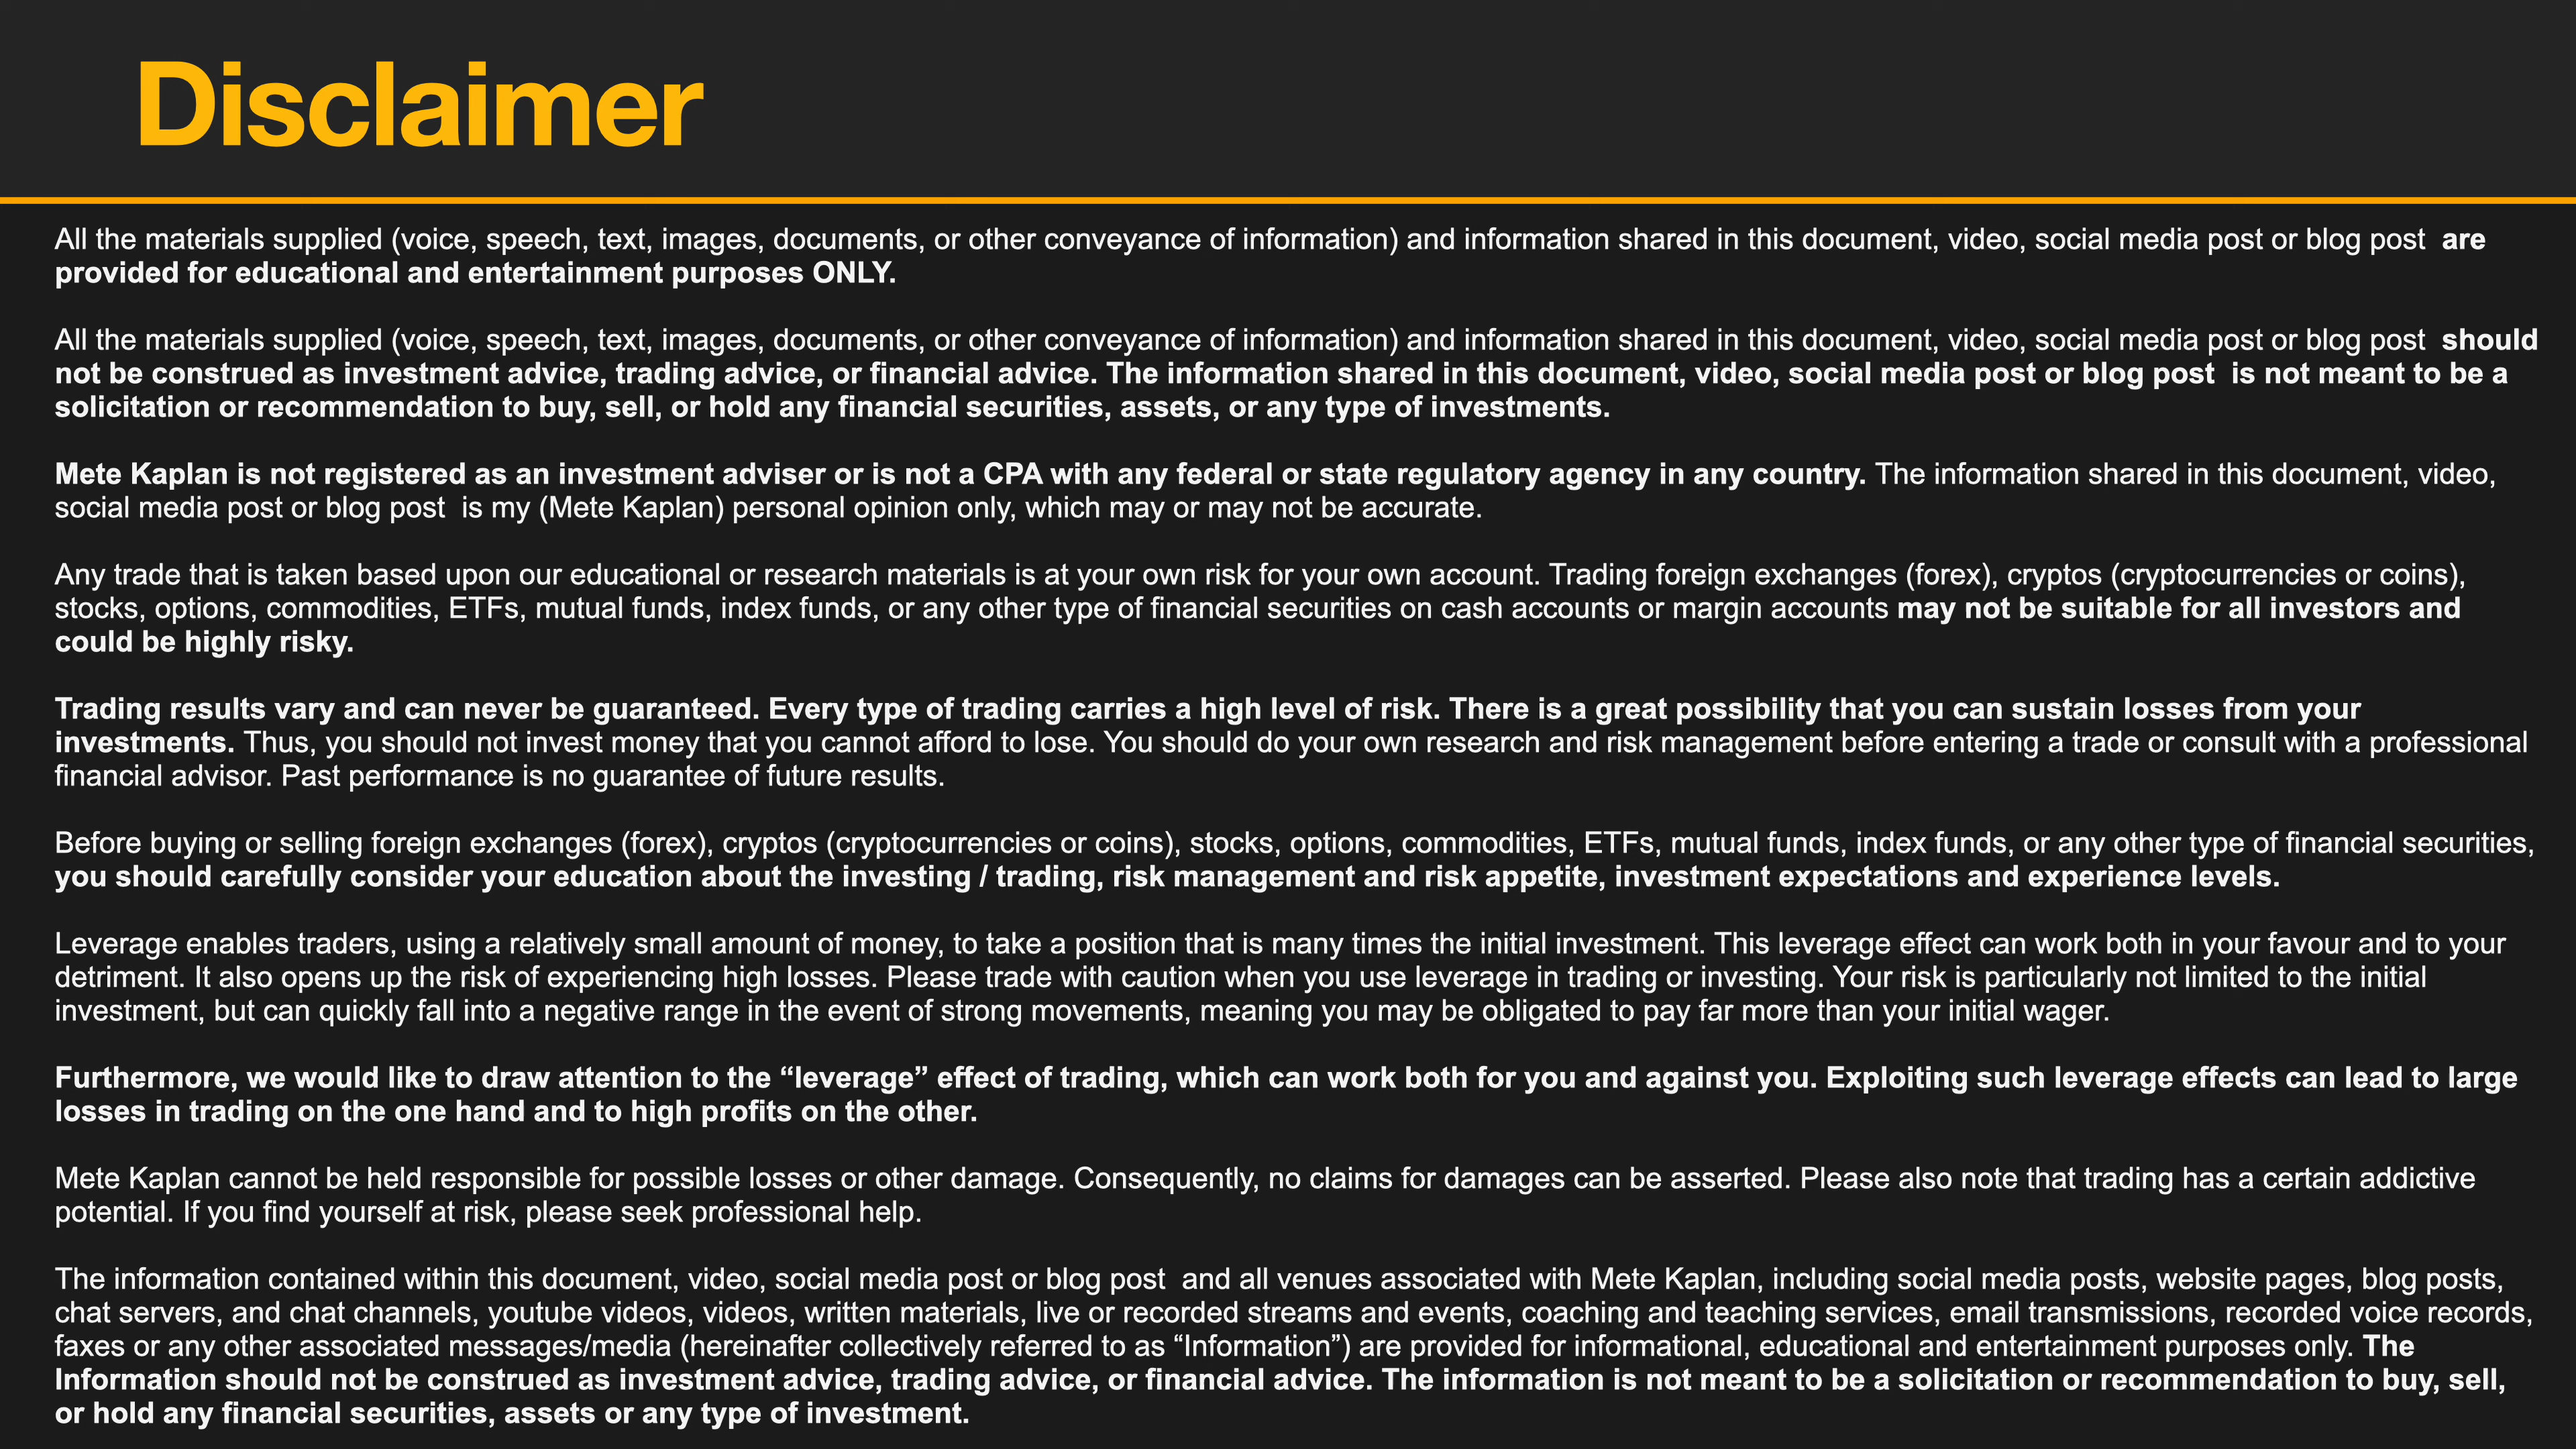 Disclaimer
All the materials supplied (voice, speech, text, images, documents, or other conveyance of information) and information shared in this document, video, social media post or blog post  are
provided for educational and entertainment purposes ONLY.
All the materials supplied (voice, speech, text, images, documents, or other conveyance of information) and information shared in this document, video, social media post or blog post  should
not be construed as investment advice, trading advice, or financial advice. The information shared in this document, video, social media post or blog post  is not meant to be a
solicitation or recommendation to buy, sell, or hold any financial securities, assets, or any type of investments.
Mete Kaplan is not registered as an investment adviser or is not a CPA with any federal or state regulatory agency in any country. The information shared in this document, video,
social media post or blog post  is my (Mete Kaplan) personal opinion only, which may or may not be accurate.
Any trade that is taken based upon our educational or research materials is at your own risk for your own account. Trading foreign exchanges (forex), cryptos (cryptocurrencies or coins),
stocks, options, commodities, ETFs, mutual funds, index funds, or any other type of financial securities on cash accounts or margin accounts may not be suitable for all investors and
could be highly risky.
Trading results vary and can never be guaranteed. Every type of trading carries a high level of risk. There is a great possibility that you can sustain losses from your
investments. Thus, you should not invest money that you cannot afford to lose. You should do your own research and risk management before entering a trade or consult with a professional
financial advisor. Past performance is no guarantee of future results.
Before buying or selling foreign exchanges (forex), cryptos (cryptocurrencies or coins), stocks, options, commodities, ETFs, mutual funds, index funds, or any other type of financial securities,
you should carefully consider your education about the investing / trading, risk management and risk appetite, investment expectations and experience levels.
Leverage enables traders, using a relatively small amount of money, to take a position that is many times the initial investment. This leverage effect can work both in your favour and to your
detriment. It also opens up the risk of experiencing high losses. Please trade with caution when you use leverage in trading or investing. Your risk is particularly not limited to the initial
investment, but can quickly fall into a negative range in the event of strong movements, meaning you may be obligated to pay far more than your initial wager.
Furthermore, we would like to draw attention to the “leverage” effect of trading, which can work both for you and against you. Exploiting such leverage effects can lead to large
losses in trading on the one hand and to high profits on the other.
Mete Kaplan cannot be held responsible for possible losses or other damage. Consequently, no claims for damages can be asserted. Please also note that trading has a certain addictive
potential. If you find yourself at risk, please seek professional help.
The information contained within this document, video, social media post or blog post  and all venues associated with Mete Kaplan, including social media posts, website pages, blog posts,
chat servers, and chat channels, youtube videos, videos, written materials, live or recorded streams and events, coaching and teaching services, email transmissions, recorded voice records,
faxes or any other associated messages/media (hereinafter collectively referred to as “Information”) are provided for informational, educational and entertainment purposes only. The
Information should not be construed as investment advice, trading advice, or financial advice. The information is not meant to be a solicitation or recommendation to buy, sell,
or hold any financial securities, assets or any type of investment.